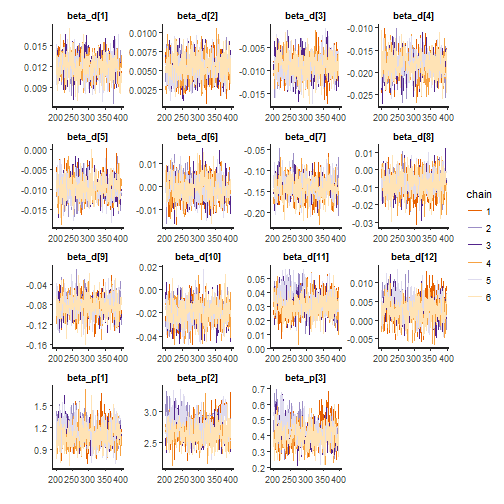 beta_d[1] beta_d[2] beta_d[3] beta_d[4]
0.015 0.012 0.009
0.0100 0.0075 0.0050 0.0025
-0.005 -0.010 -0.015
-0.010 -0.015 -0.020 -0.025
200 250 300 350 400 200 250 300 350 400 200 250 300 350 400 200 250 300 350 400
beta_d[5] beta_d[6] beta_d[7] beta_d[8]
0.000 -0.005 -0.010 -0.015
0.01 0.00 -0.01
-0.05 -0.10 -0.15 -0.20
0.01 0.00 -0.01 -0.02 -0.03
200 250 300 350 400 200 250 300 350 400 200 250 300 350 400 200 250 300 350 400
beta_d[9] beta_d[10] beta_d[11] beta_d[12]
-0.04 -0.08 -0.12 -0.16
0.02 0.00 -0.02 -0.04
0.05 0.04 0.03 0.02 0.01 0.00
0.010 0.005 0.000 -0.005
200 250 300 350 400 200 250 300 350 400 200 250 300 350 400 200 250 300 350 400
beta_p[1] beta_p[2] beta_p[3]
1.5 1.2 0.9
3.0 2.5
0.7 0.6 0.5 0.4 0.3 0.2
200 250 300 350 400 200 250 300 350 400 200 250 300 350 400
chain
1
2
3
4
5
6